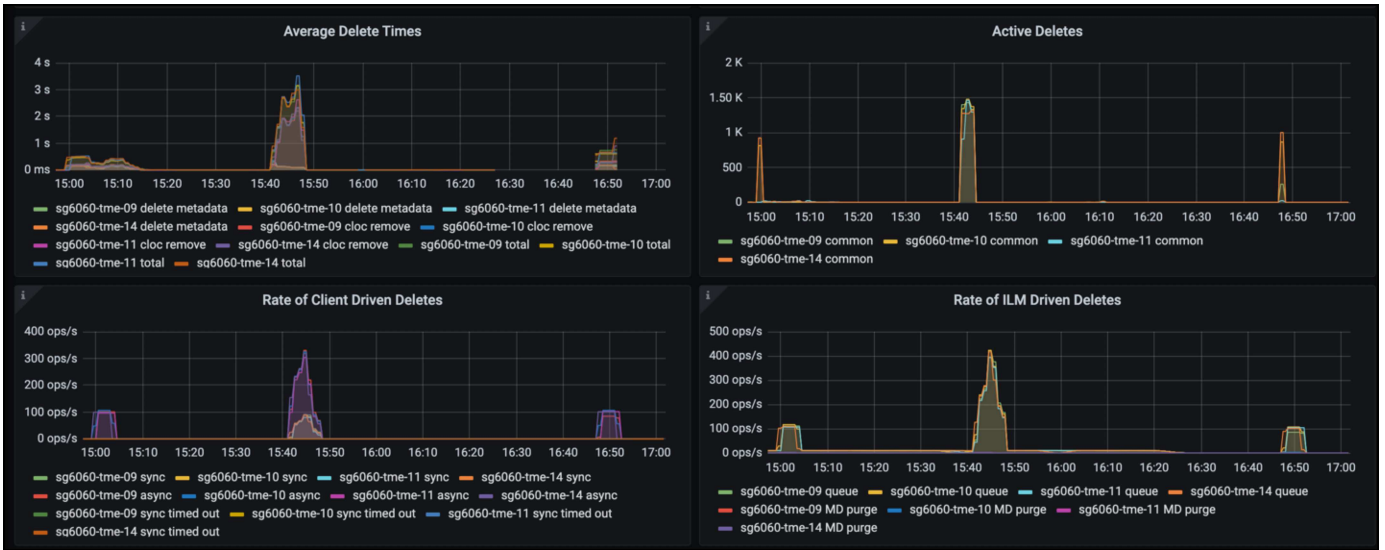 Average Delete Times
4 s
3 s
2 s
1 s
0 ms
15:00 15:10 15:20 15:30 15:40 15:50 16:00 16:10 16:20 16:30 16:40 16:50 17:00
sg6060-tme-09 delete metadata sg6060-tme-10 delete metadata sg6060-tme-11 delete metadata
sg6060-tme-14 delete metadata sg6060-tme-09 cloc remove sg6060-tme-10 cloc remove
sg6060-tme-11 cloc remove sg6060-tme-14 cloc remove sg6060-tme-09 total sg6060-tme-10 total
sg6060-tme-11 total sg6060-tme-14 total
Active Deletes
2 K
1.50 K
1 K
500
0
15:00 15:10 15:20 15:30 15:40 15:50 16:00 16:10 16:20 16:30 16:40 16:50 17:00
sg6060-tme-09 common sg6060-tme-10 common sg6060-tme-11 common
sg6060-tme-14 common
Rate of Client Driven Deletes
400 ops/s
300 ops/s
200 ops/s
100 ops/s
0 ops/s
15:00 15:10 15:20 15:30 15:40 15:50 16:00 16:10 16:20 16:30 16:40 16:50 17:00
sg6060-tme-09 sync sg6060-tme-10 sync sg6060-tme-11 sync sg6060-tme-14 sync
sg6060-tme-09 async sg6060-tme-10 async sg6060-tme-11 async sg6060-tme-14 async
sg6060-tme-09 sync timed out sg6060-tme-10 sync timed out sg6060-tme-11 sync timed out
sg6060-tme-14 sync timed out
Rate of ILM Driven Deletes
500 ops/s
400 ops/s
300 ops/s
200 ops/s
100 ops/s
0 ops/s
15:00 15:10 15:20 15:30 15:40 15:50 16:00 16:10 16:20 16:30 16:40 16:50 17:00
sg6060-tme-09 queue sg6060-tme-10 queue sg6060-tme-11 queue sg6060-tme-14 queue
sg6060-tme-09 MD purge sg6060-tme-10 MD purge sg6060-tme-11 MD purge
sg6060-tme-14 MD purge